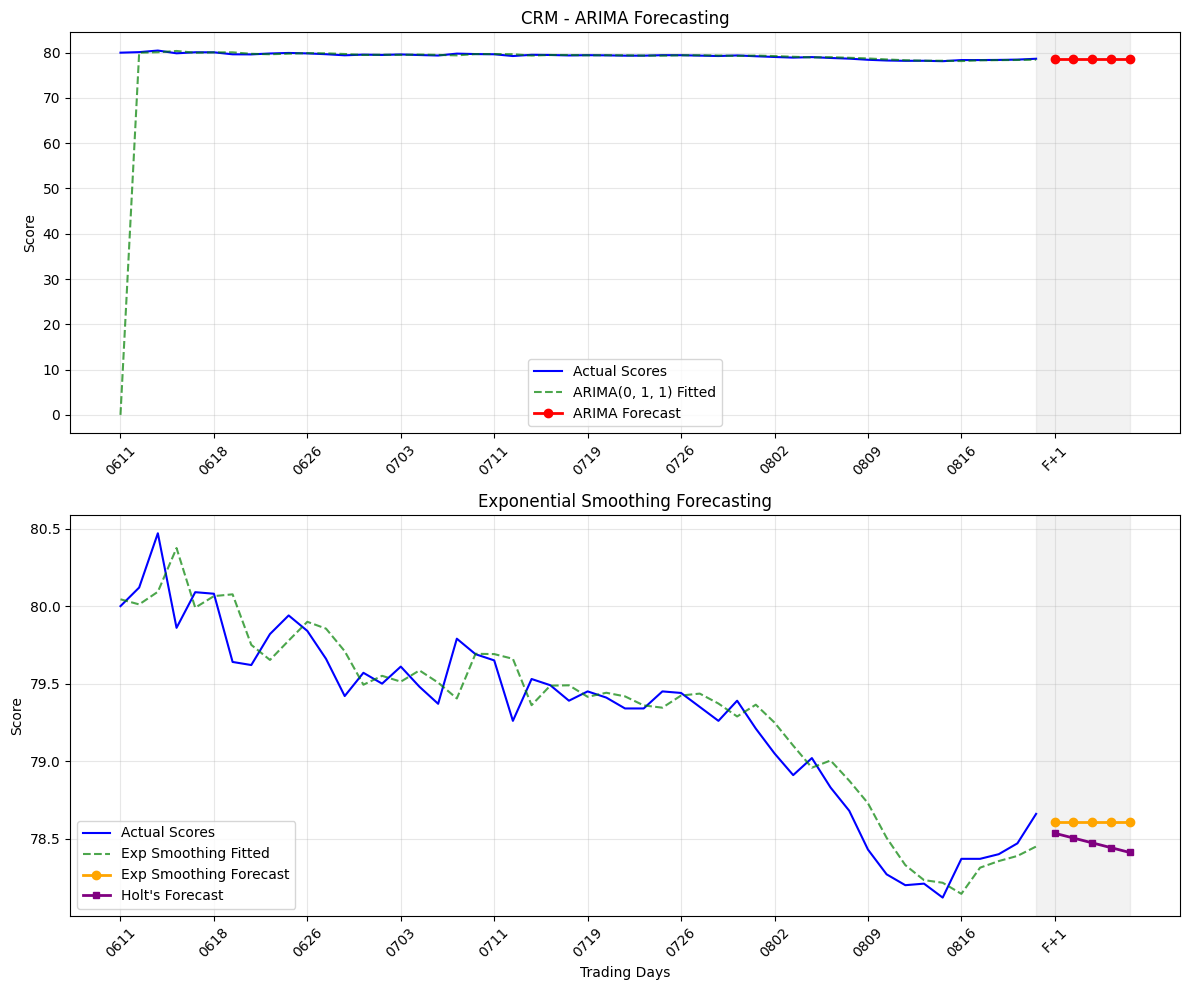 CRM - ARIMA Forecasting
80
70
60
50
40
30
20
10
0
Score
Actual Scores
ARIMA(0, 1, 1) Fitted
ARIMA Forecast
0611
0618
0626
0703
0711
0719
0726
0802
0809
0816
F+1
Exponential Smoothing Forecasting
80.5
80.0
79.5
79.0
78.5
Score
Actual Scores
Exp Smoothing Fitted
Exp Smoothing Forecast
Holt's Forecast
0611
0618
0626
0703
0711
0719
0726
0802
0809
0816
F+1
Trading Days